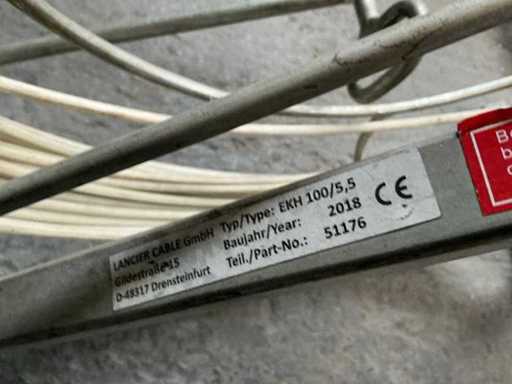 LANCIER CABLE GmbH
Gildestraße 15
D-48317 Drensteinfurt
Typ/Type: EKH 100/5,5
Baujahr/Year: 2018
Teil./Part-No.: 51176
CE